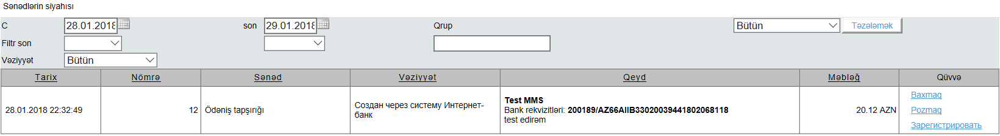 Sənədlərin siyahısı
C 28.01.2018 son 29.01.2018 Qrup Bütün Təzələmək
Filtr son
Vəziyyət Bütün
Tarix Nömrə Sənəd Vəziyyət Qeyd Məbləğ Qüvvə
28.01.2018 22:32:49 12 Ödəniş tapşırığı Создан через систему Интернет-
банк
Test MMS
Bank rekvizitləri: 200189/AZ66AIIB33020039441802068118
test edirəm
20.12 AZN
Baxmaq
Pozmaq
Зарегистрировать